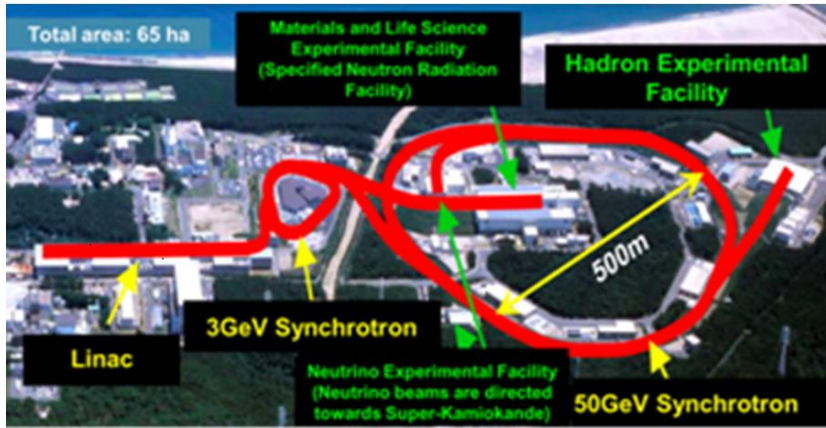 Total area: 65 ha
Materials and Life Science
Experimental Facility
(Specified Neutron Radiation
Facility)
Hadron Experimental
Facility
500m
3GeV Synchrotron
Linac
Neutrino Experimental Facility
(Neutrino beams are directed
towards Super-Kamiokande)
50GeV Synchrotron